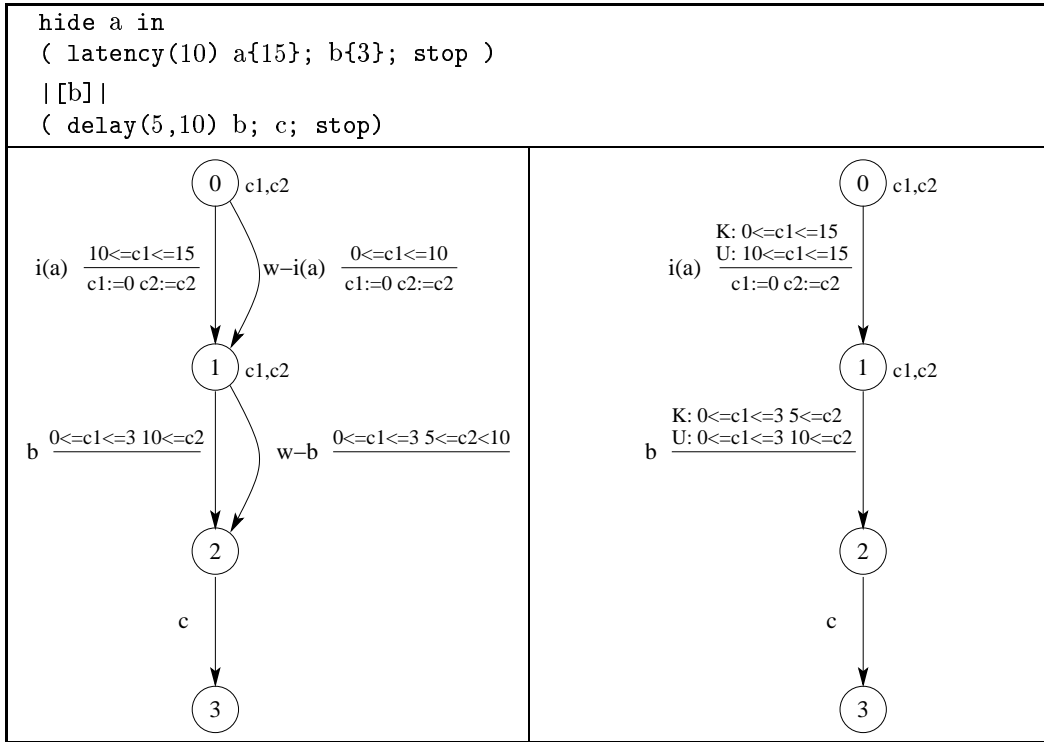 hide a in
( latency(10) a{15}; b{3}; stop )
|[b]|
( delay(5,10) b; c; stop)
0 c1,c2
i(a) 10<=c1<=15
c1:=0 c2:=c2
w–i(a) 0<=c1<=10
c1:=0 c2:=c2
1 c1,c2
b 0<=c1<=3 10<=c2
w–b 0<=c1<=3 5<=c2<10
2
c
3
0 c1,c2
K: 0<=c1<=15
U: 10<=c1<=15
i(a)
c1:=0 c2:=c2
1 c1,c2
K: 0<=c1<=3 5<=c2
U: 0<=c1<=3 10<=c2
b
2
c
3